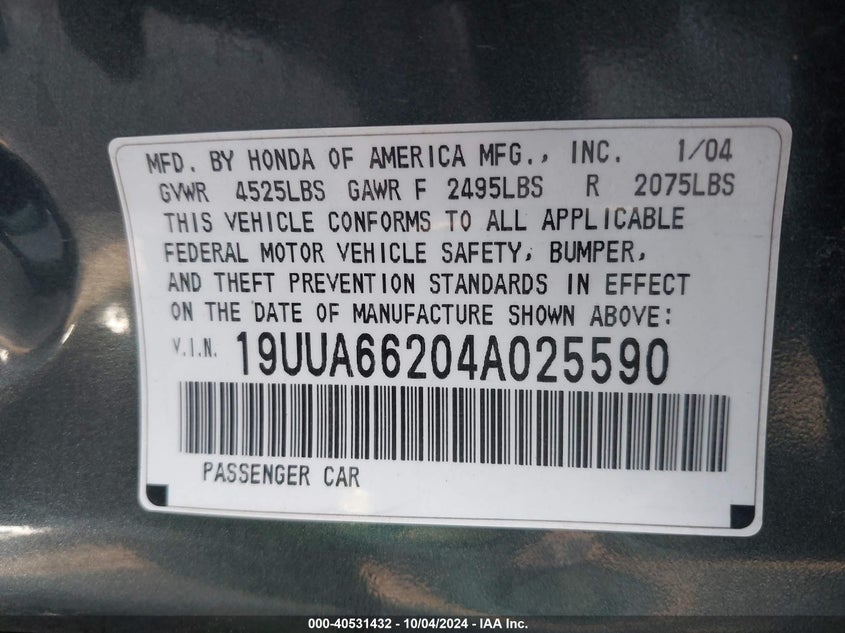 MFD. BY HONDA OF AMERICA MFG., INC. 1/04
GVWR 4525LBS GAWR F 2495LBS R 2075LBS
THIS VEHICLE CONFORMS TO ALL APPLICABLE
FEDERAL MOTOR VEHICLE SAFETY, BUMPER,
AND THEFT PREVENTION STANDARDS IN EFFECT
ON THE DATE OF MANUFACTURE SHOWN ABOVE:
V.I.N. 19UUA66204A025590
PASSENGER CAR
000-40531432 - 10/04/2024 - IAA Inc.